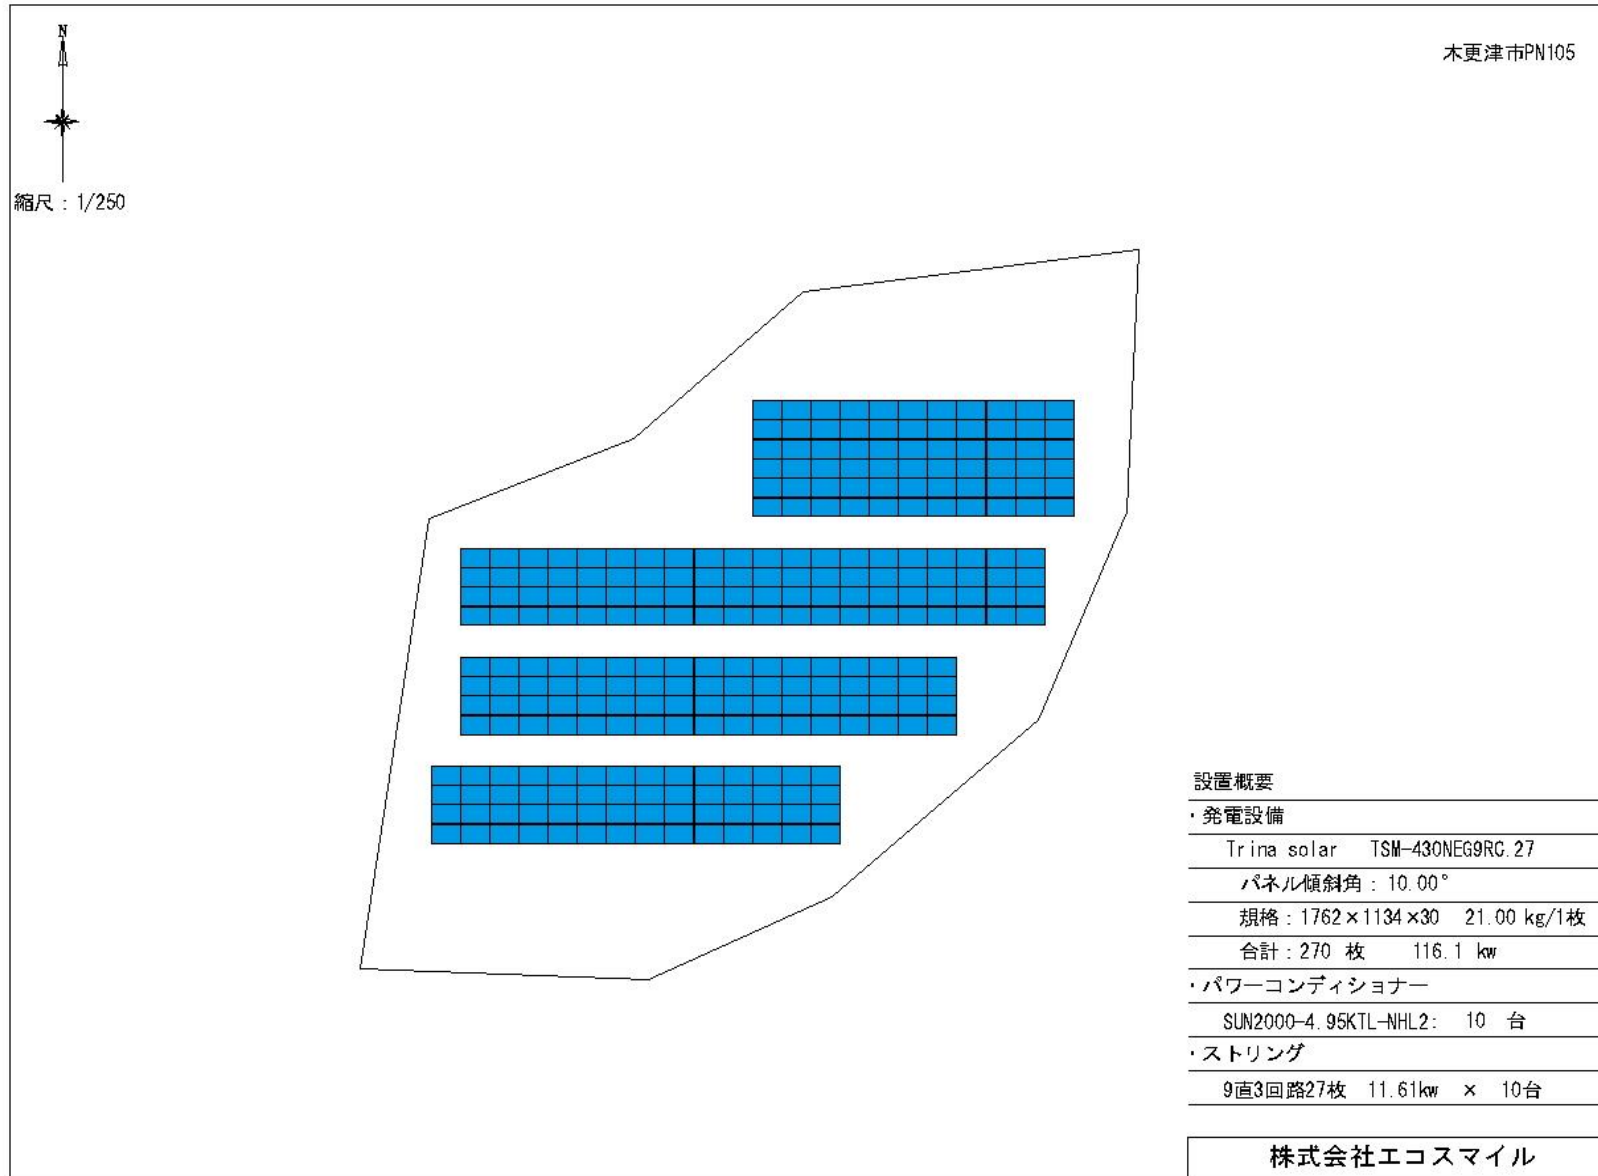 N
木更津市PN105
縮尺：1/250
設置概要
・発電設備
Trina solar TSM-430NEG9RC.27
パネル傾斜角：10.00°
規格：1762×1134×30 21.00 kg/1枚
合計：270 枚 116.1 kw
・パワーコンディショナー
SUN2000-4.95KTL-NHL2: 10 台
・ストリング
9直3回路27枚 11.61kw × 10台
株式会社エコスマイル